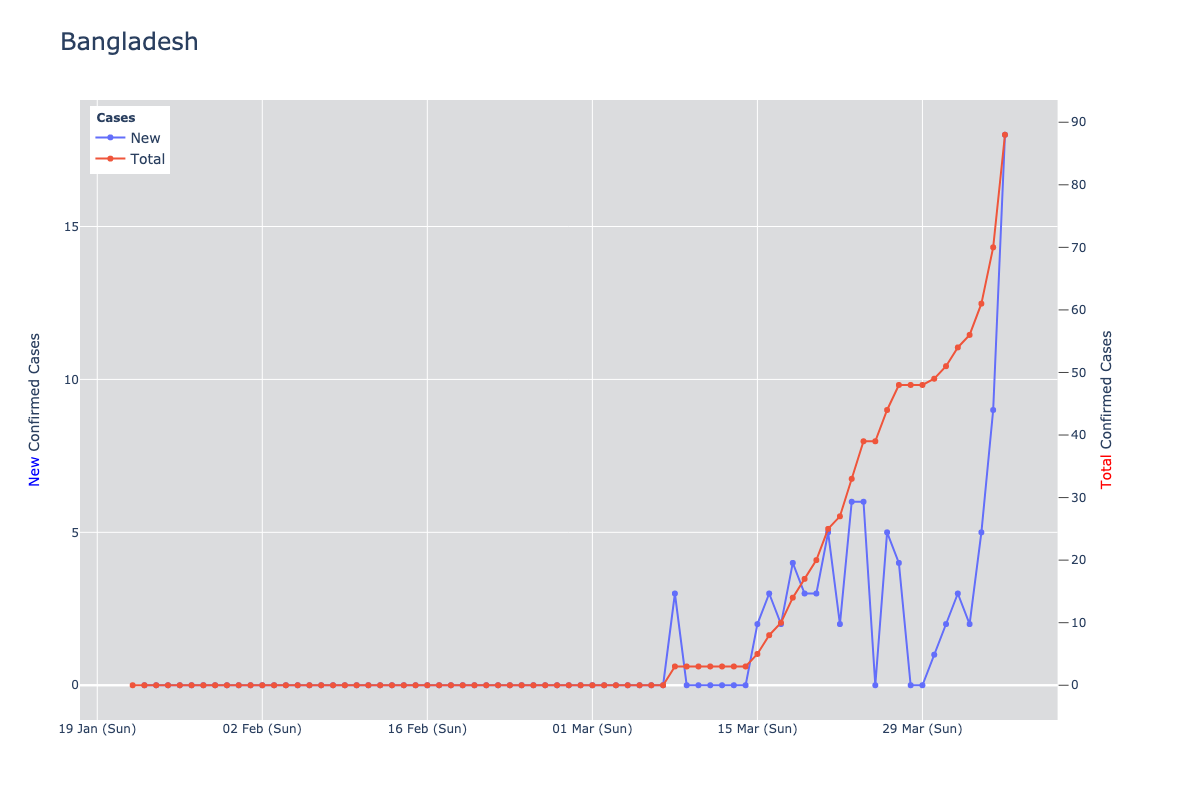 Bangladesh
Cases
New
Total
15
10
5
0
90
80
70
60
50
40
30
20
10
0
New Confirmed Cases
Total Confirmed Cases
19 Jan (Sun)
02 Feb (Sun)
16 Feb (Sun)
01 Mar (Sun)
15 Mar (Sun)
29 Mar (Sun)